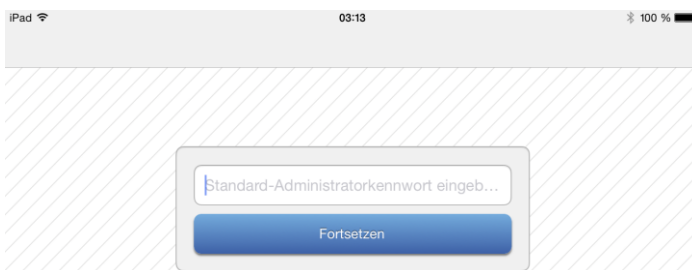 iPad 03:13 100 %
Standard-Administratorkennwort eingeb...
Fortsetzen